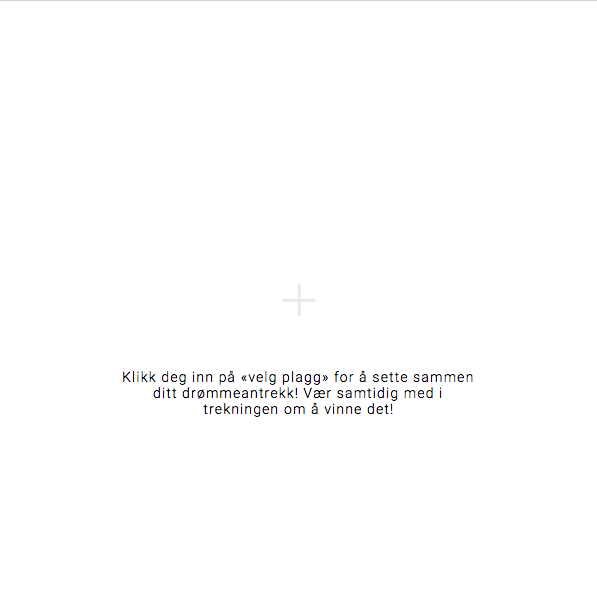 Klikk deg inn på «velg plagg» for å sette sammen
ditt drømmeantrekk! Vær samtidig med i
trekningen om å vinne det!